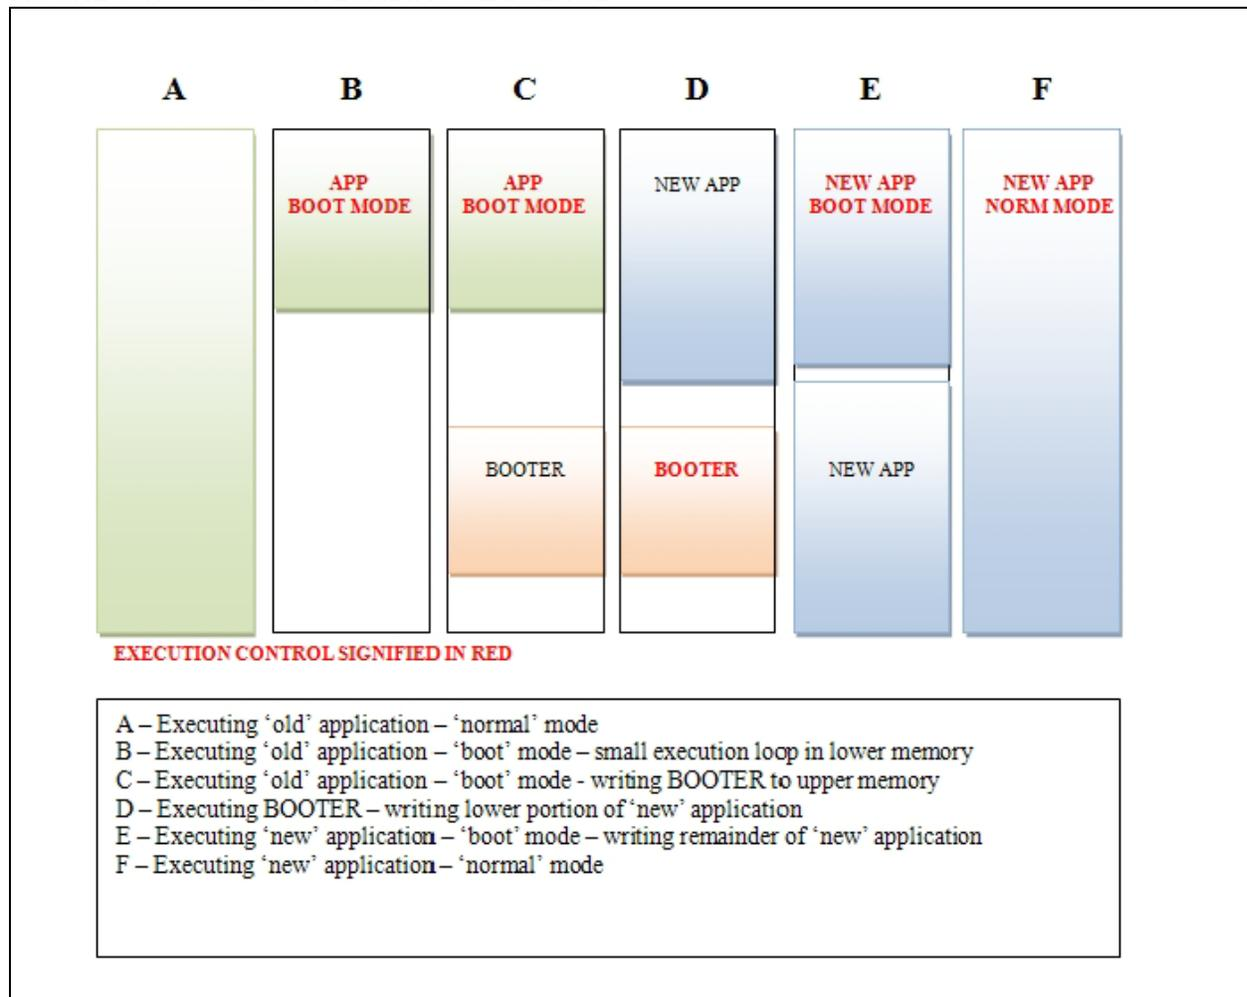 A B C D E F
APP
BOOT MODE
APP
BOOT MODE
NEW APP
NEW APP
BOOT MODE
NEW APP
NORM MODE
BOOTER
BOOTER
NEW APP
EXECUTION CONTROL SIGNIFIED IN RED
A – Executing ‘old’ application – ‘normal’ mode
B – Executing ‘old’ application – ‘boot’ mode – small execution loop in lower memory
C – Executing ‘old’ application – ‘boot’ mode - writing BOOTER to upper memory
D – Executing BOOTER – writing lower portion of ‘new’ application
E – Executing ‘new’ application – ‘boot’ mode – writing remainder of ‘new’ application
F – Executing ‘new’ application – ‘normal’ mode